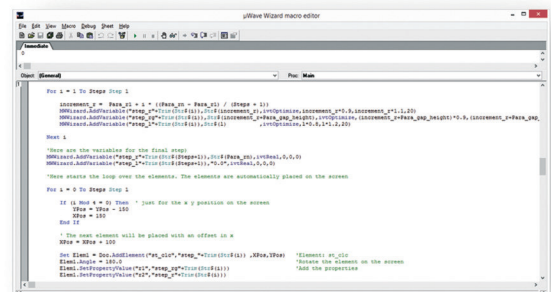 µWave Wizard macro editor
File Edit View Macro Debug Sheet Help
Immediate
0
Object: (General) Proc: Main
For i = 1 To Steps Step 1
increment_r = Para_r1 + i * ((Para_rn - Para_r1) / (Steps + 1))
MWWizard.AddVariable("step_r"+Trim(Str$(i)),Str$(increment_r),ivtOptimize,increment_r*0.9,increment_r*1.1,20)
MWWizard.AddVariable("step_rg"+Trim(Str$(i)),Str$(increment_r+Para_gap_height),ivtOptimize,(increment_r+Para_gap_height)*0.9,(increment_r+Para_gap_
MWWizard.AddVariable("step_l"+Trim(Str$(i)),Str$(l) ,ivtOptimize,l*0.8,l*1.2,20)
Next i
'Here are the variables for the final step)
MWWizard.AddVariable("step_r"+Trim(Str$(Steps+1)),Str$(Para_rn),ivtReal,0,0,0)
MWWizard.AddVariable("step_l"+Trim(Str$(Steps+1)),"0.0",ivtReal,0,0,0)
'Here starts the loop over the elements. The elements are automatically placed on the screen
For i = 0 To Steps Step 1
If (i Mod 4 = 0) Then ' just for the x y position on the screen
YPos = YPos - 150
XPos = 150
End If
' The next element will be placed with an offset in x
XPos = XPos + 100
Set Elem1 = Doc.AddElement("st_clc","step_"+Trim(Str$(i)) ,XPos,YPos) 'Element: st_clc
Elem1.Angle = 180.0 'Rotate the element on the screen
Elem1.SetPropertyValue("r1","step_rg"+Trim(Str$(i))) 'Add the properties
Elem1.SetPropertyValue("r2","step_r"+Trim(Str$(i)))